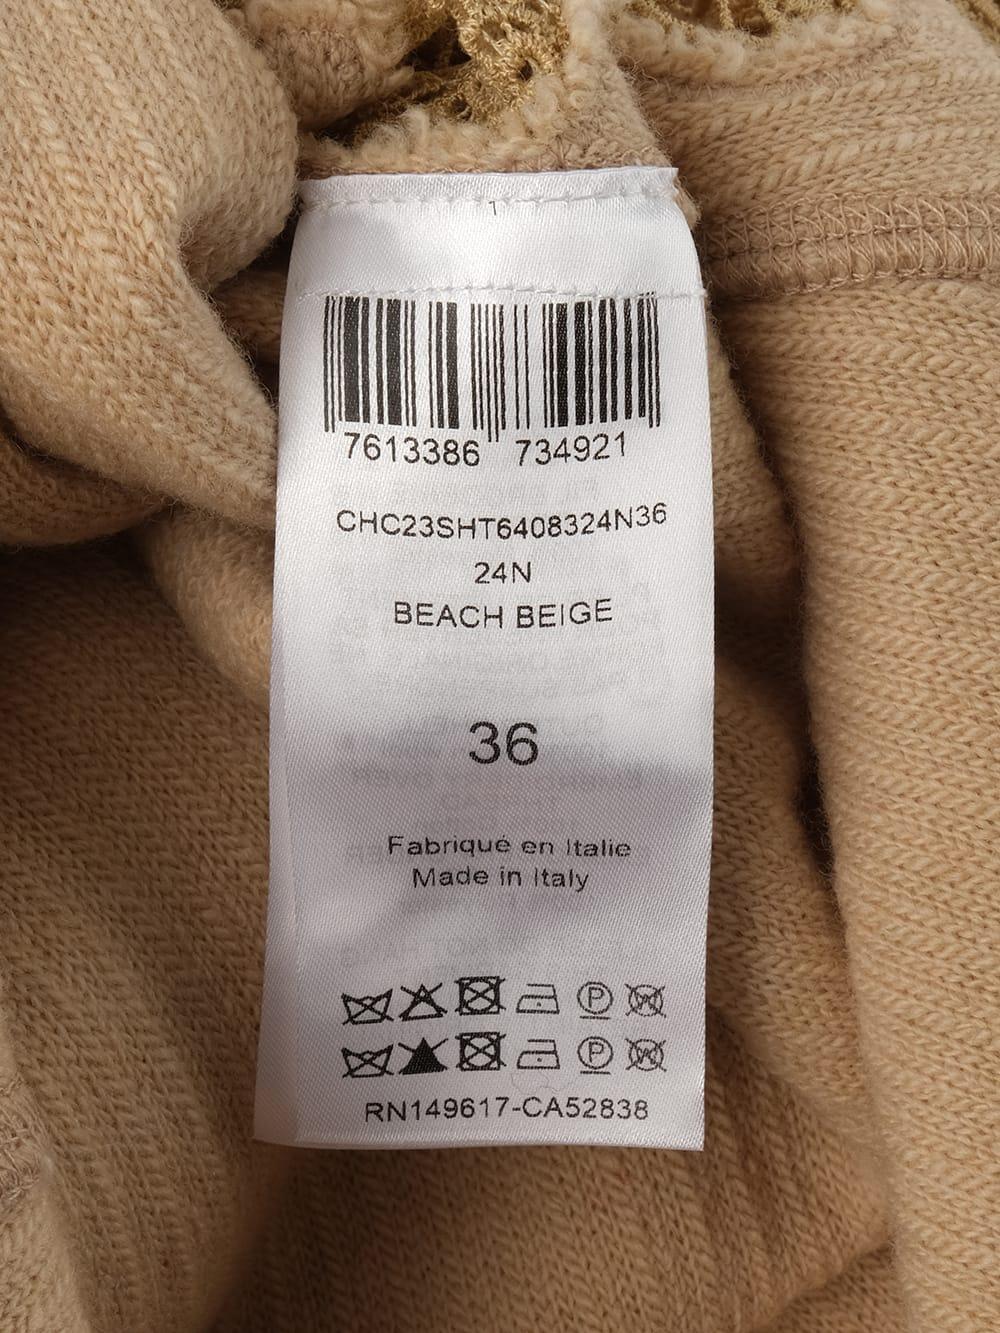 7613386 734921
CHC23SHT6408324N36
24N
BEACH BEIGE
36
Fabriqué en Italie
Made in Italy
RN149617-CA52838